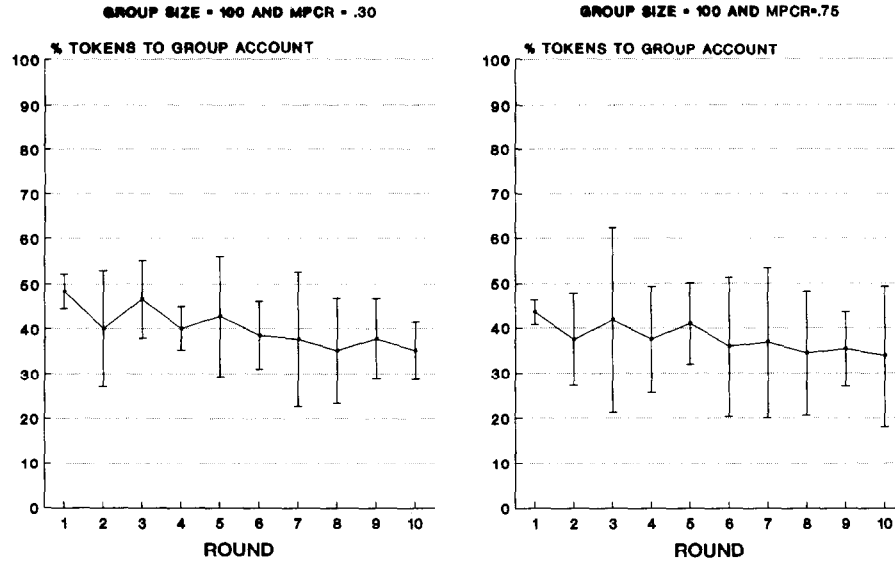 GROUP SIZE = 100 AND MPCR = .30
% TOKENS TO GROUP ACCOUNT
100
90
80
70
60
50
40
30
20
10
0
1 2 3 4 5 6 7 8 9 10
ROUND
GROUP SIZE = 100 AND MPCR=.75
% TOKENS TO GROUP ACCOUNT
100
90
80
70
60
50
40
30
20
10
0
1 2 3 4 5 6 7 8 9 10
ROUND